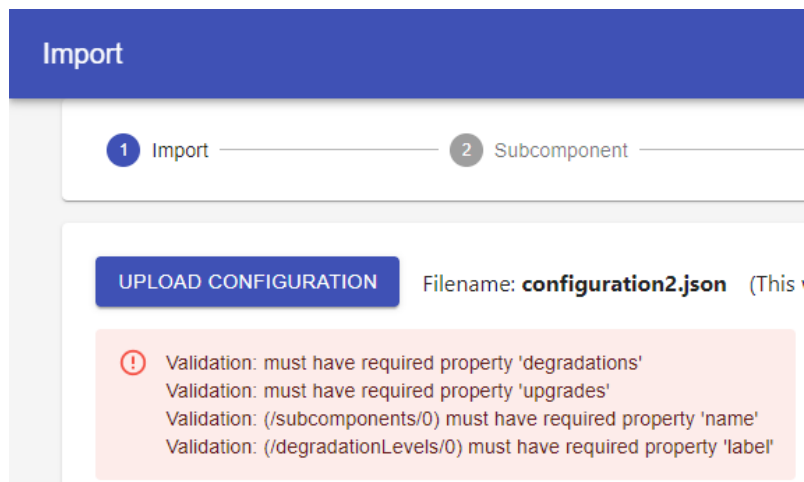 Import
1 Import
2 Subcomponent
UPLOAD CONFIGURATION Filename: configuration2.json (This
Validation: must have required property 'degradations'
Validation: must have required property 'upgrades'
Validation: (/subcomponents/0) must have required property 'name'
Validation: (/degradationLevels/0) must have required property 'label'